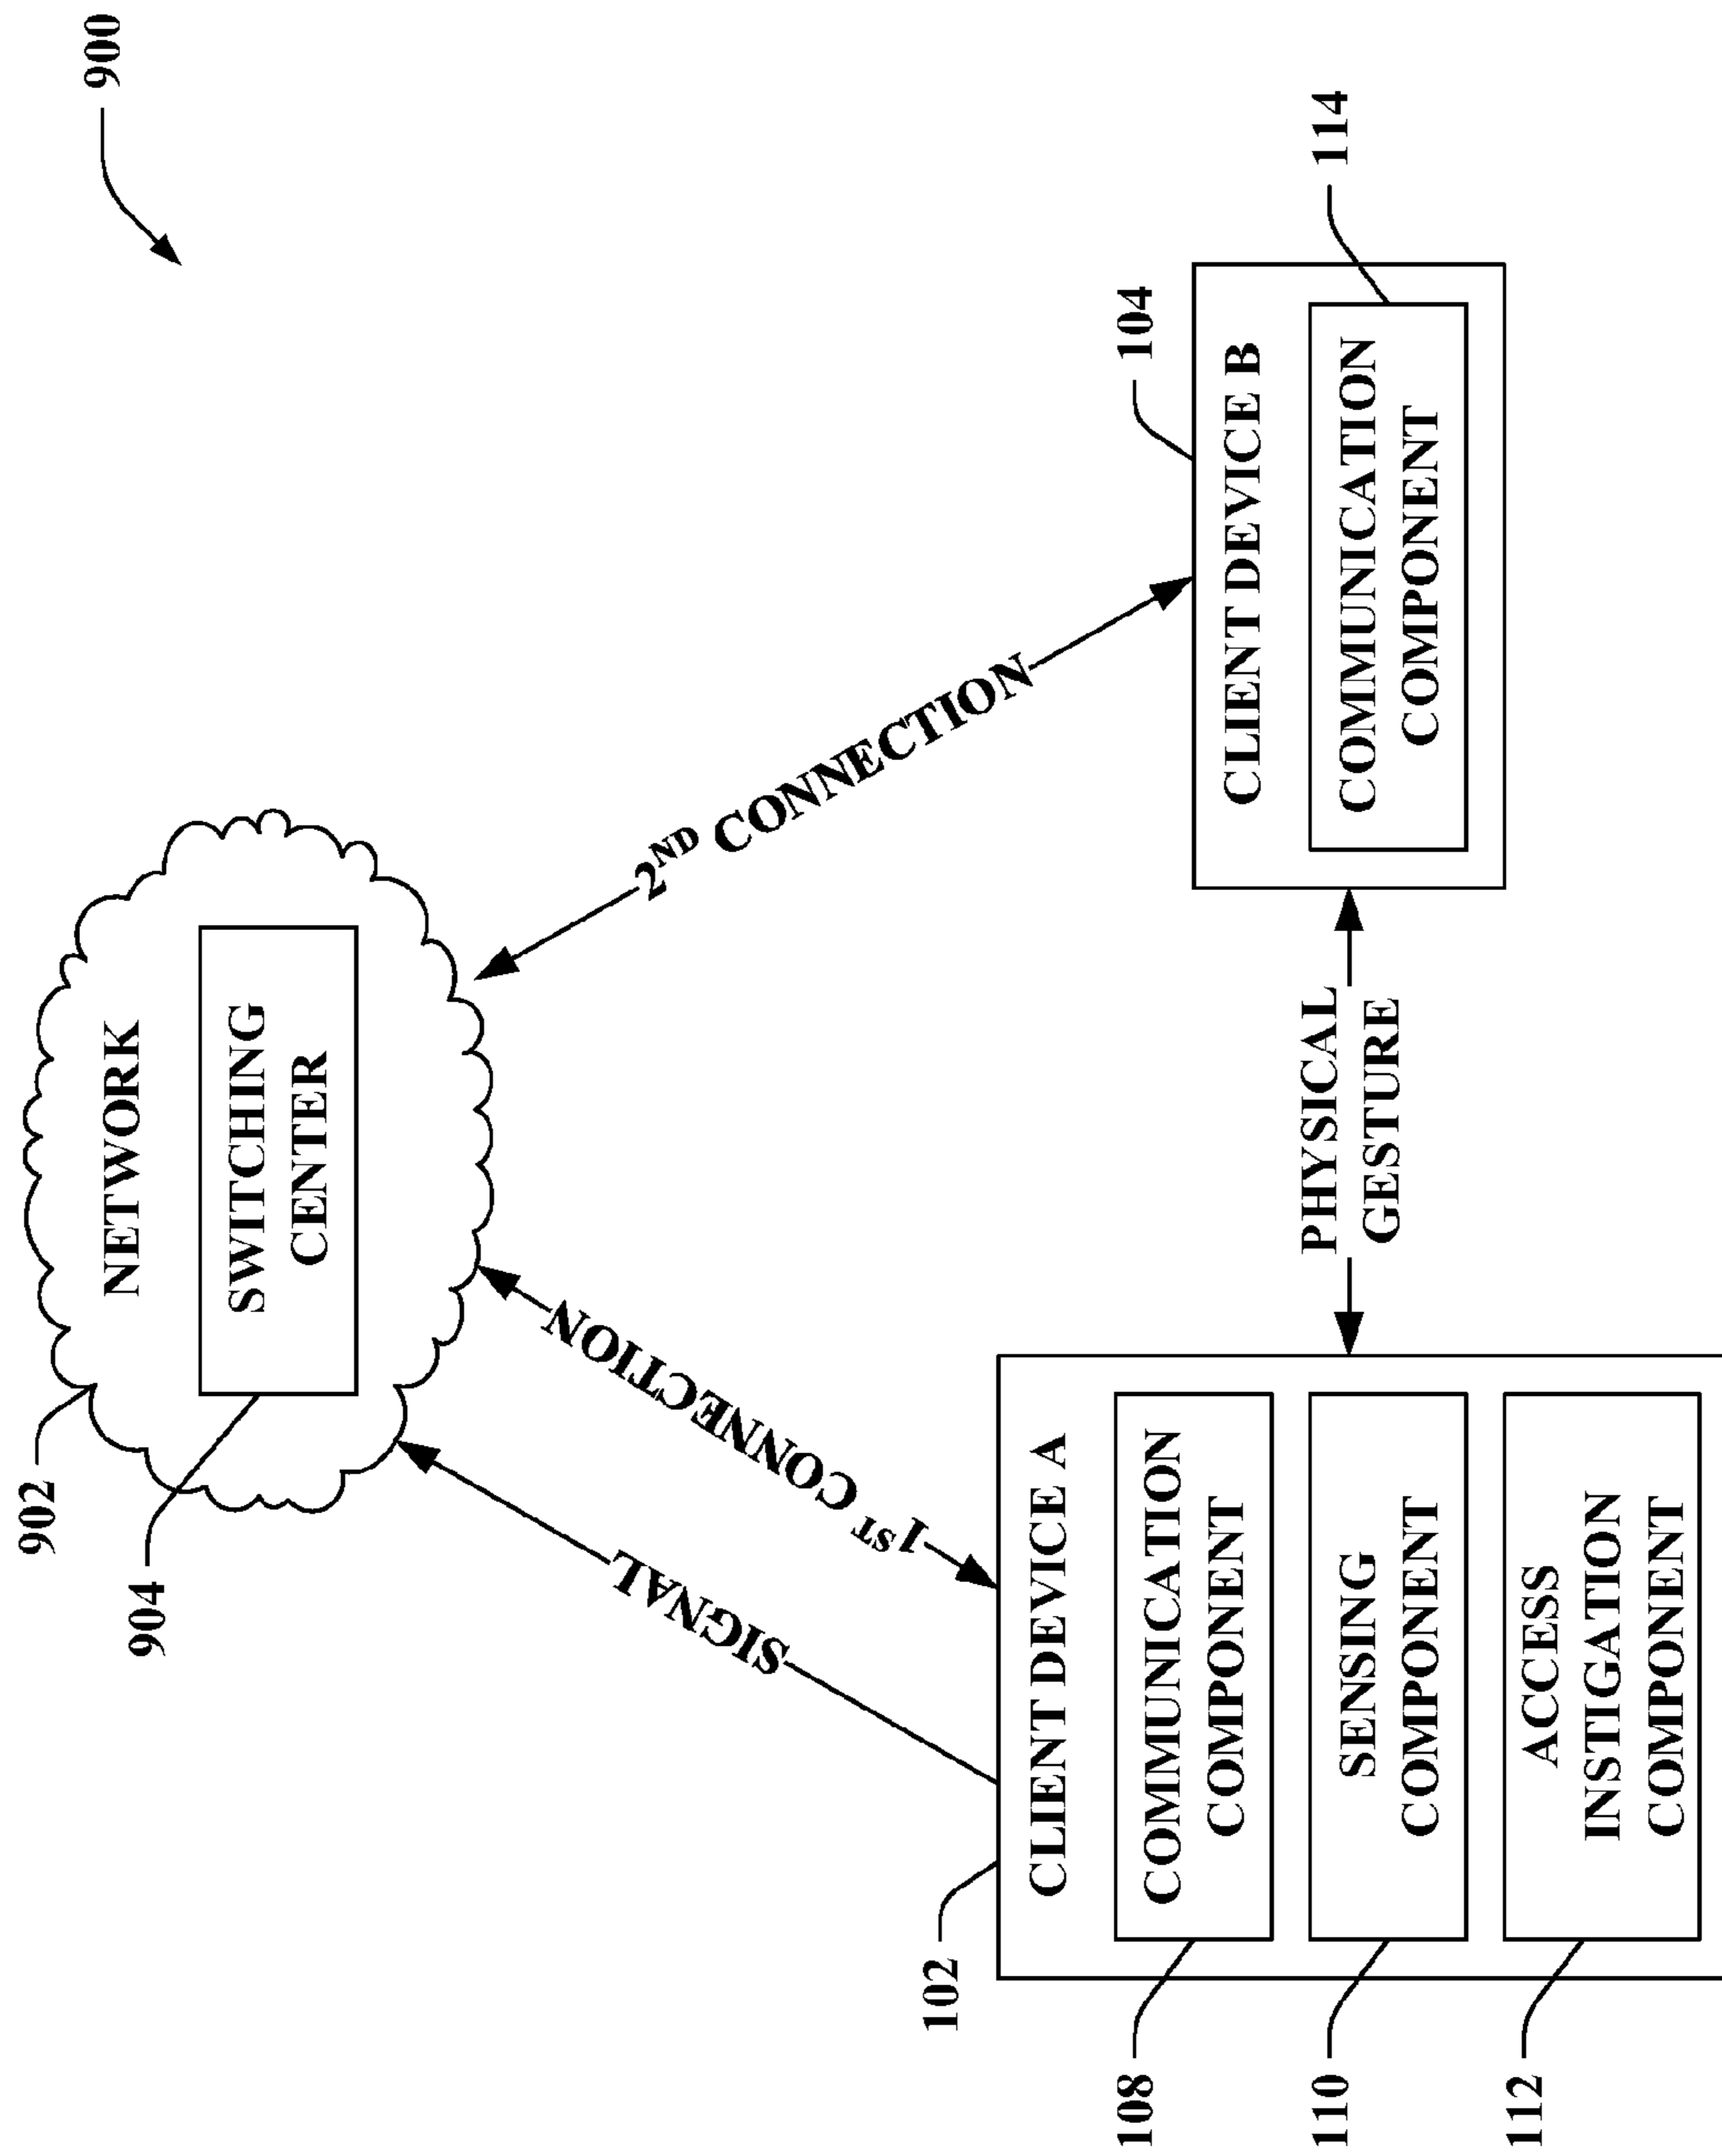 900
902
NETWORK
904
SWITCHING
CENTER
SIGNAL
1ST CONNECTION
2ND CONNECTION
102
CLIENT DEVICE A
108
COMMUNICATION
COMPONENT
110
SENSING
COMPONENT
112
ACCESS
INSTIGATION
COMPONENT
PHYSICAL
GESTURE
104
CLIENT DEVICE B
114
COMMUNICATION
COMPONENT